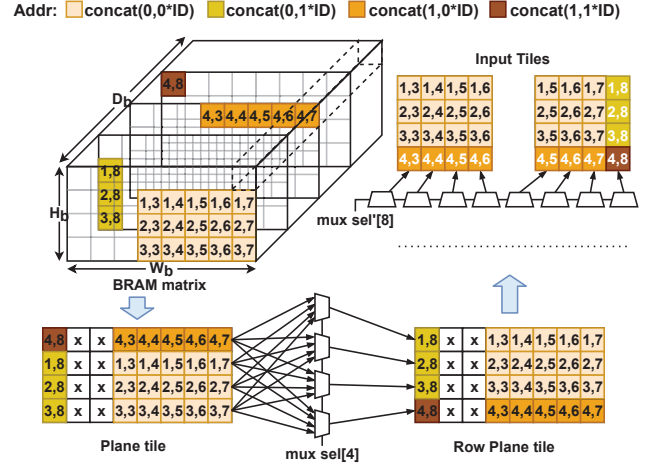 Addr: concat(0,0*ID) concat(0,1*ID) concat(1,0*ID) concat(1,1*ID)
Input Tiles
D_b
4,8
4,3 4,4 4,5 4,6 4,7
1,8
2,8
3,8
1,3 1,4 1,5 1,6 1,7
2,3 2,4 2,5 2,6 2,7
3,3 3,4 3,5 3,6 3,7
H_b
W_b
BRAM matrix
1,3 1,4 1,5 1,6
2,3 2,4 2,5 2,6
3,3 3,4 3,5 3,6
4,3 4,4 4,5 4,6
1,5 1,6 1,7 1,8
2,5 2,6 2,7 2,8
3,5 3,6 3,7 3,8
4,5 4,6 4,7 4,8
mux sel'[8]
4,8 x x 4,3 4,4 4,5 4,6 4,7
1,8 x x 1,3 1,4 1,5 1,6 1,7
2,8 x x 2,3 2,4 2,5 2,6 2,7
3,8 x x 3,3 3,4 3,5 3,6 3,7
Plane tile
mux sel[4]
1,8 x x 1,3 1,4 1,5 1,6 1,7
2,8 x x 2,3 2,4 2,5 2,6 2,7
3,8 x x 3,3 3,4 3,5 3,6 3,7
4,8 x x 4,3 4,4 4,5 4,6 4,7
Row Plane tile